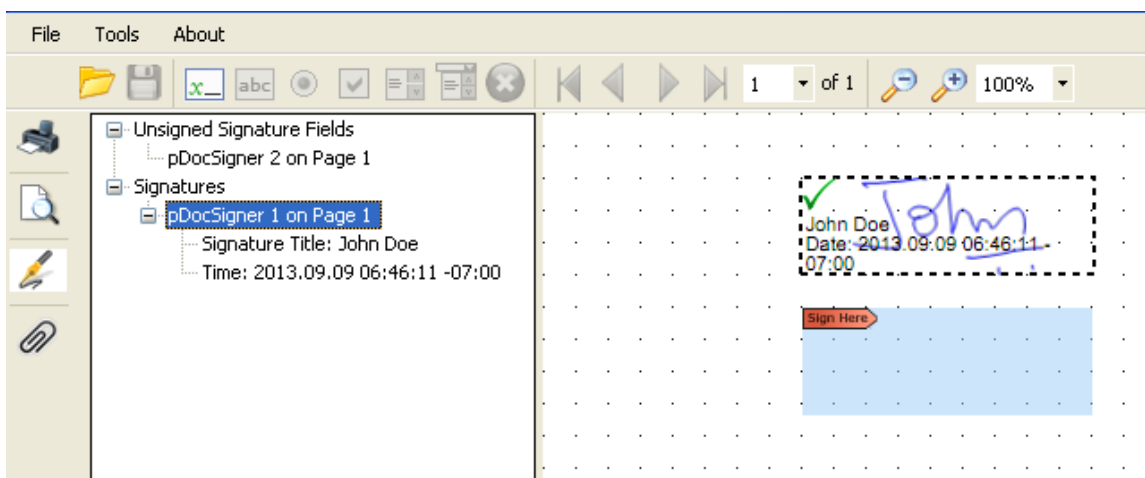 File Tools About
x_ abc 1 of 1 100%
Unsigned Signature Fields
pDocSigner 2 on Page 1
Signatures
pDocSigner 1 on Page 1
Signature Title: John Doe
Time: 2013.09.09 06:46:11 -07:00
John
John Doe
Date: 2013.09.09 06:46:11 -
07:00
Sign Here